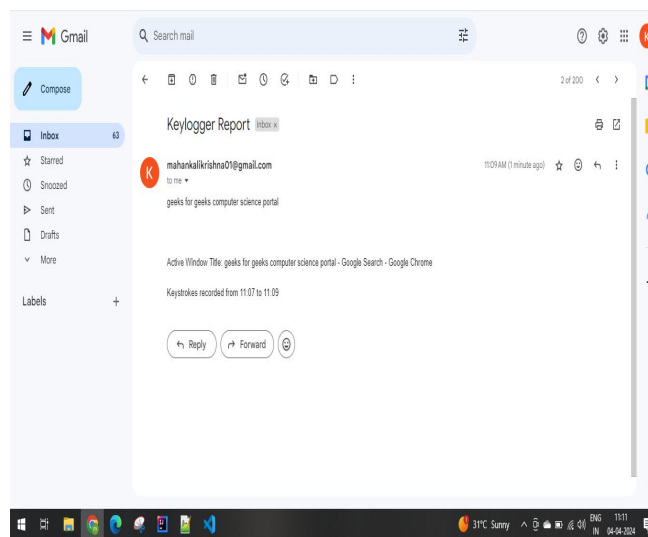 Gmail
Search mail
Compose
2 of 200
Keylogger Report Inbox x
Inbox 63
Starred
Snoozed
Sent
Drafts
More
Labels +
K
mahankalikrishna01@gmail.com
11:09 AM (1 minute ago)
to me
geeks for geeks computer science portal
Active Window Title: geeks for geeks computer science portal - Google Search - Google Chrome
Keystrokes recorded from 11:07 to 11:09
Reply
Forward
31°C Sunny
ENG 11:11
IN 04-04-2024